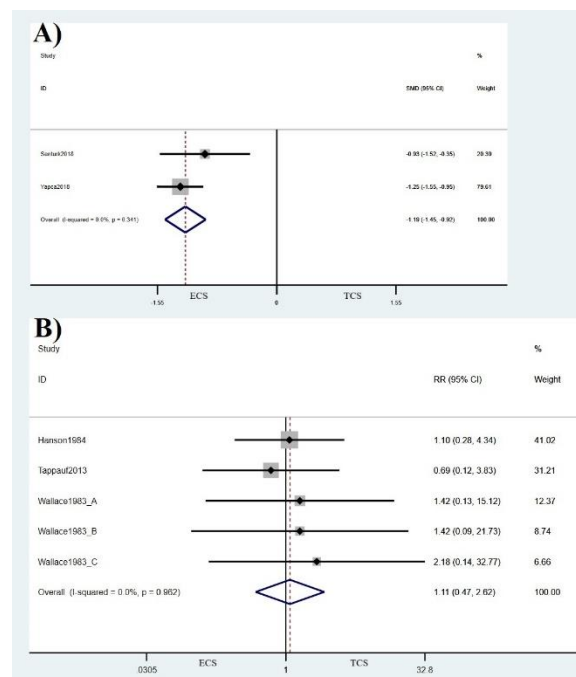 A)
Study %
ID SMD (95% CI) Weight
Senturk2018 -0.93 (-1.52, -0.35) 20.39
Yapca2018 -1.25 (-1.55, -0.95) 79.61
Overall (I-squared = 0.0%, p = 0.341) -1.18 (-1.45, -0.92) 100.00
-1.55 ECS 0 TCS 1.55
B)
Study %
ID RR (95% CI) Weight
Hanson1984 1.10 (0.28, 4.34) 41.02
Tappauf2013 0.69 (0.12, 3.83) 31.21
Wallace1983_A 1.42 (0.13, 15.12) 12.37
Wallace1983_B 1.42 (0.09, 21.73) 8.74
Wallace1983_C 2.18 (0.14, 32.77) 6.66
Overall (I-squared = 0.0%, p = 0.962) 1.11 (0.47, 2.62) 100.00
.0305 ECS 1 TCS 32.8